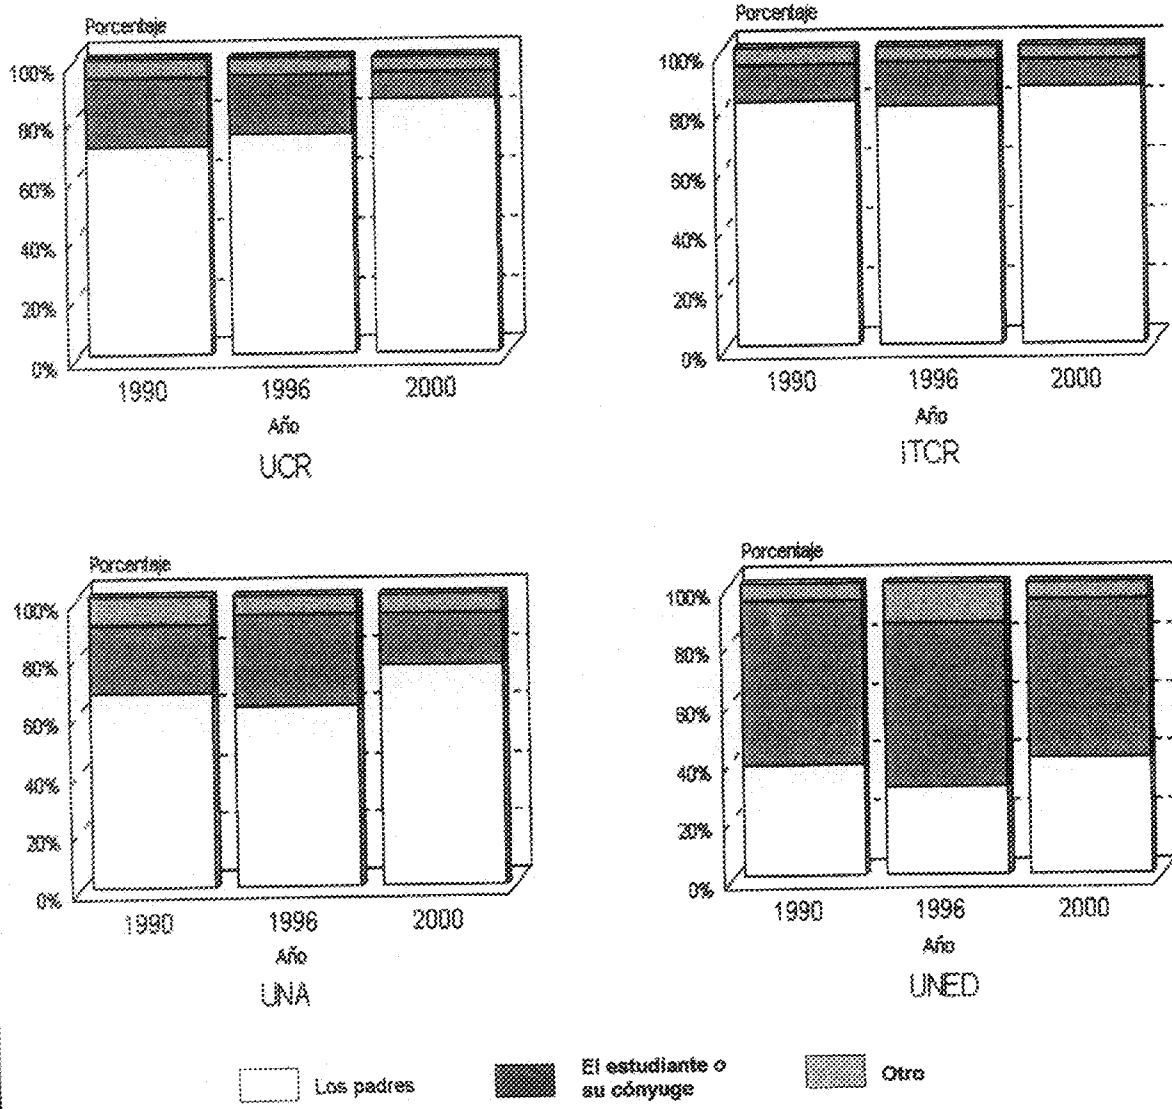 Porcentaje
100%
80%
60%
40%
20%
0%
1990 1996 2000
Año
UCR
Porcentaje
100%
80%
60%
40%
20%
0%
1990 1996 2000
Año
ITCR
Porcentaje
100%
80%
60%
40%
20%
0%
1990 1996 2000
Año
UNA
Porcentaje
100%
80%
60%
40%
20%
0%
1990 1996 2000
Año
UNED
Los padres
El estudiante o
su cónyuge
Otro